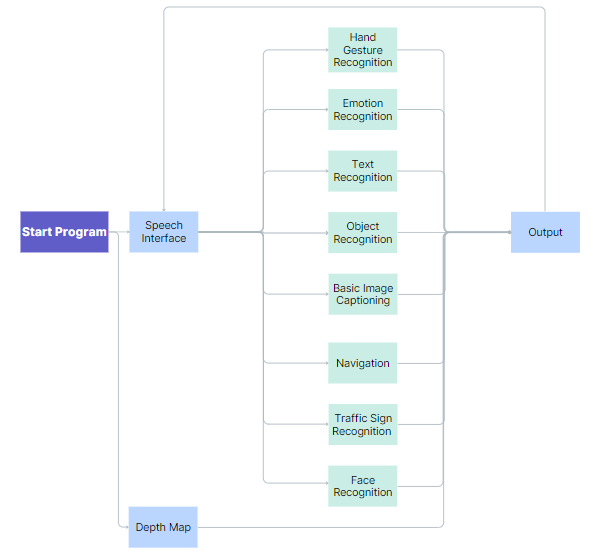 Hand
Gesture
Recognition
Emotion
Recognition
Text
Recognition
Start Program
Speech
Interface
Object
Recognition
Output
Basic Image
Captioning
Navigation
Traffic Sign
Recognition
Face
Recognition
Depth Map